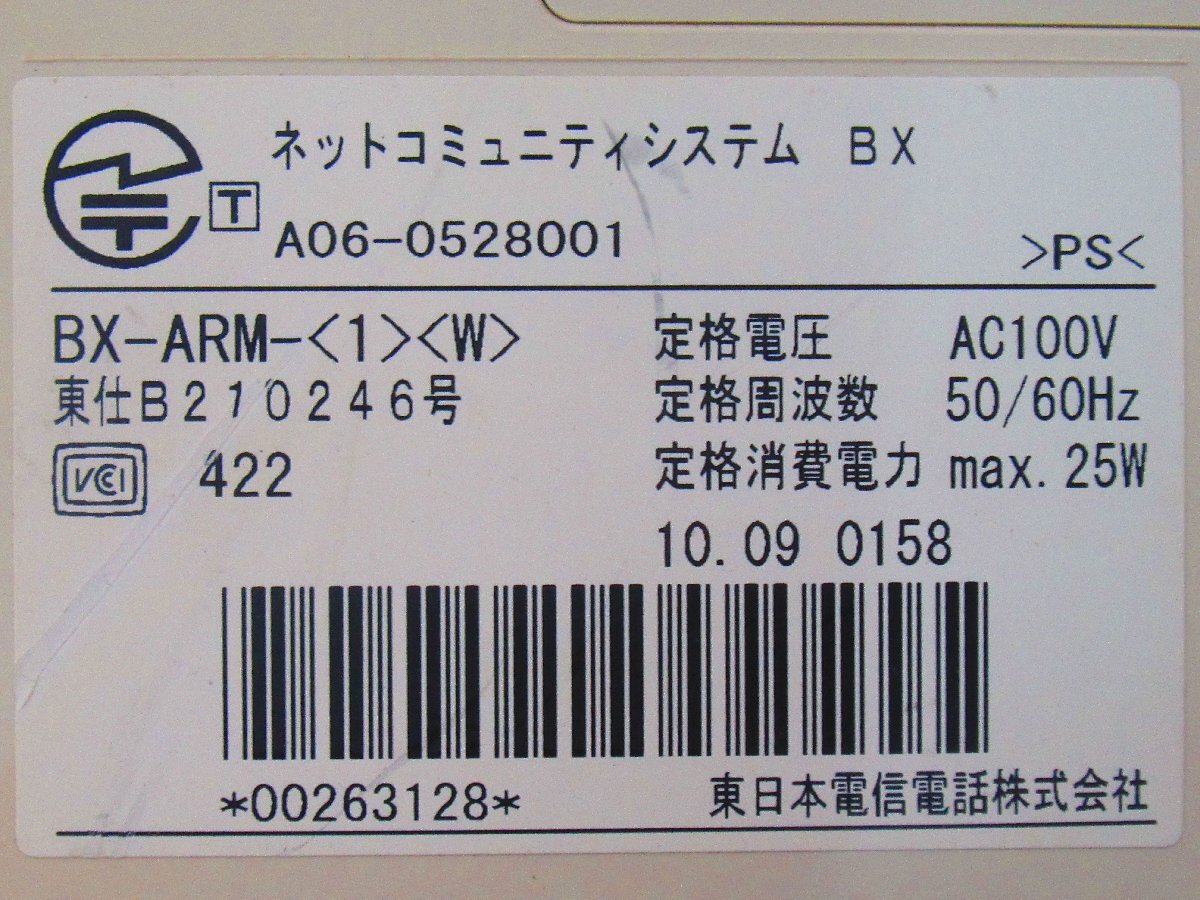 ネットコミュニティシステム BX
T A06-0528001
>PS<
BX-ARM-<1><W>
東仕B210246号
VCCI 422
定格電圧 AC100V
定格周波数 50/60Hz
定格消費電力 max.25W
10.09 0158
*00263128*
東日本電信電話株式会社